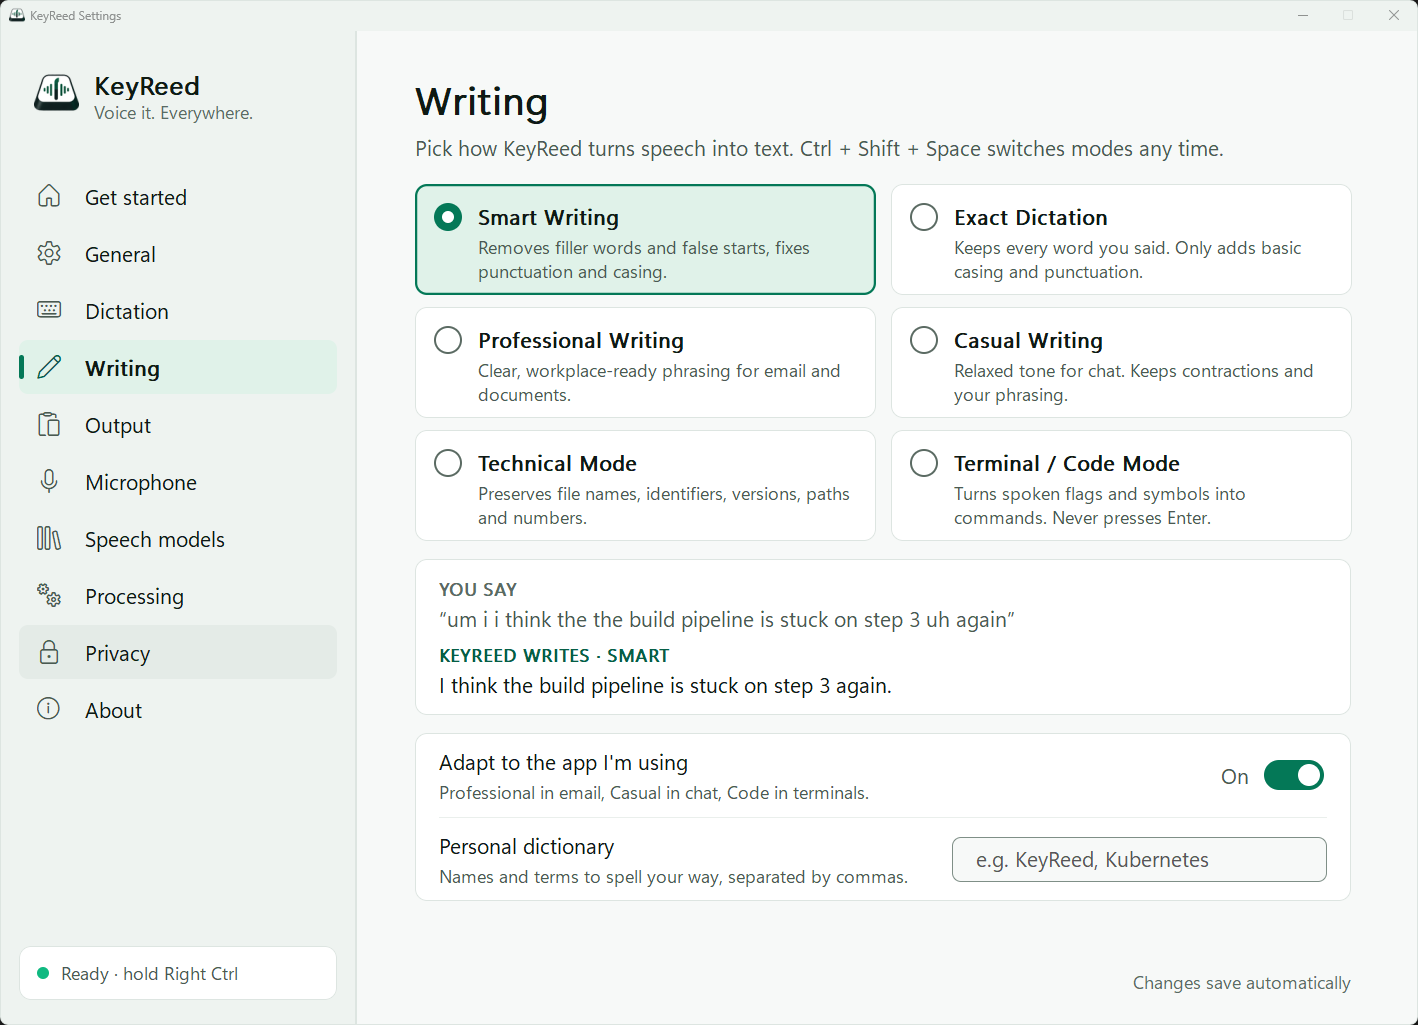 KeyReed Settings
KeyReed
Voice it. Everywhere.
Get started
General
Dictation
Writing
Output
Microphone
Speech models
Processing
Privacy
About
Ready · hold Right Ctrl
Writing
Pick how KeyReed turns speech into text. Ctrl + Shift + Space switches modes any time.
Smart Writing
Removes filler words and false starts, fixes
punctuation and casing.
Exact Dictation
Keeps every word you said. Only adds basic
casing and punctuation.
Professional Writing
Clear, workplace-ready phrasing for email and
documents.
Casual Writing
Relaxed tone for chat. Keeps contractions and
your phrasing.
Technical Mode
Preserves file names, identifiers, versions, paths
and numbers.
Terminal / Code Mode
Turns spoken flags and symbols into
commands. Never presses Enter.
YOU SAY
“um i i think the the build pipeline is stuck on step 3 uh again”
KEYREED WRITES · SMART
I think the build pipeline is stuck on step 3 again.
Adapt to the app I'm using
Professional in email, Casual in chat, Code in terminals.
On
Personal dictionary
Names and terms to spell your way, separated by commas.
e.g. KeyReed, Kubernetes
Changes save automatically